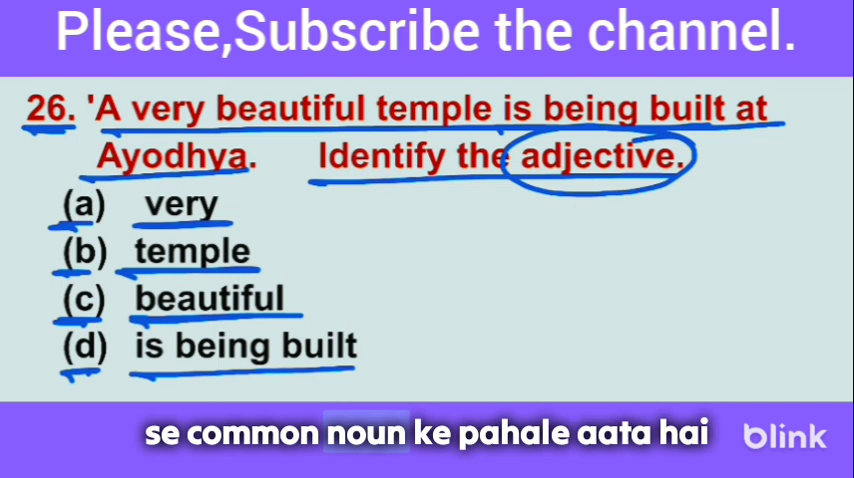 Please,Subscribe the channel.
26. 'A very beautiful temple is being built at
Ayodhya. Identify the adjective.
(a) very
(b) temple
(c) beautiful
(d) is being built
se common noun ke pahale aata hai
blink